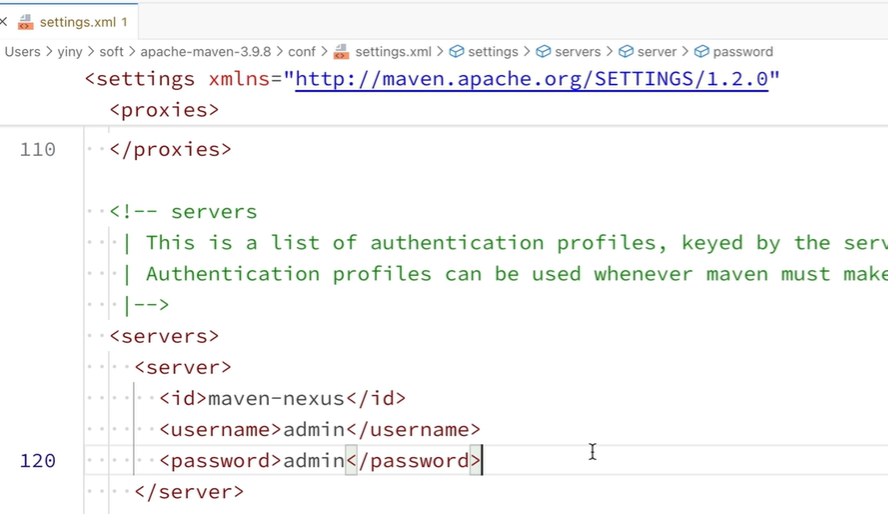 settings.xml 1
Users > yiny > soft > apache-maven-3.9.8 > conf > settings.xml > settings > servers > server > password
<settings xmlns="http://maven.apache.org/SETTINGS/1.2.0"
<proxies>
110 </proxies>
<!-- servers
| This is a list of authentication profiles, keyed by the serv
| Authentication profiles can be used whenever maven must make
|-->
<servers>
<server>
<id>maven-nexus</id>
<username>admin</username>
120 <password>admin</password>
</server>